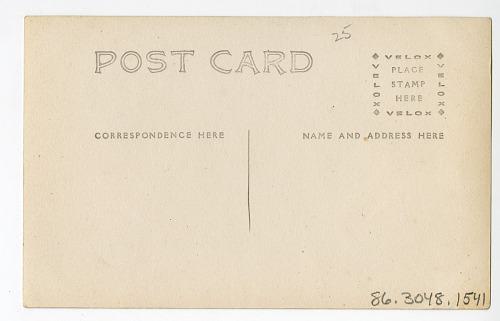 25
POST CARD
VELOX
VELOX PLACE VELOX
STAMP
HERE
VELOX
CORRESPONDENCE HERE
NAME AND ADDRESS HERE
86.3048.1541